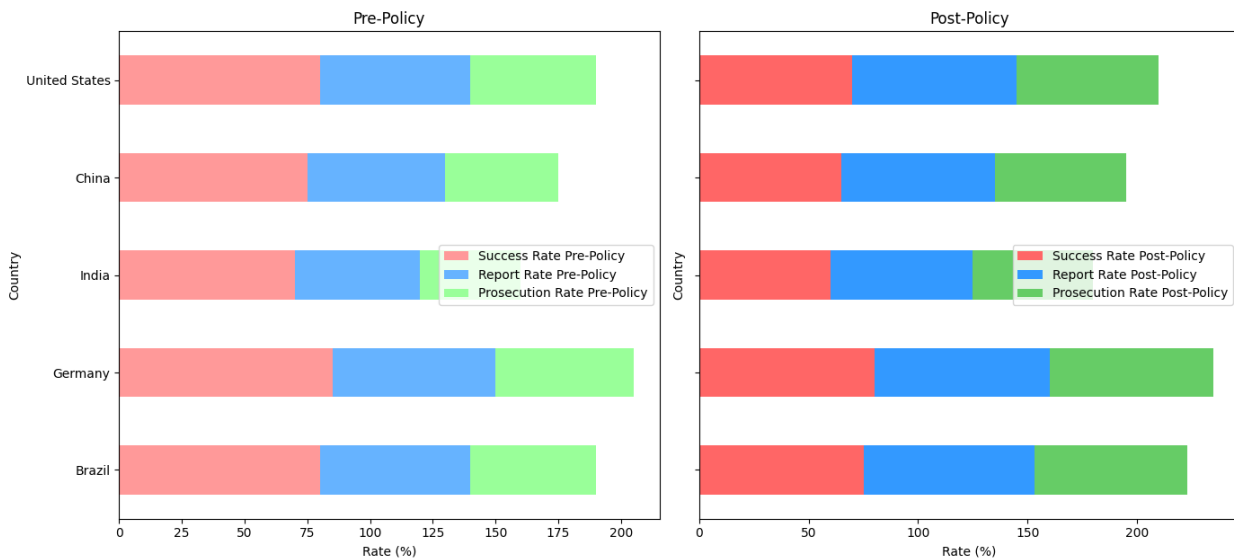 Pre-Policy
Post-Policy
United States
China
India
Germany
Brazil
Country
Country
Success Rate Pre-Policy
Report Rate Pre-Policy
Prosecution Rate Pre-Policy
Success Rate Post-Policy
Report Rate Post-Policy
Prosecution Rate Post-Policy
0 25 50 75 100 125 150 175 200
0 50 100 150 200
Rate (%)
Rate (%)